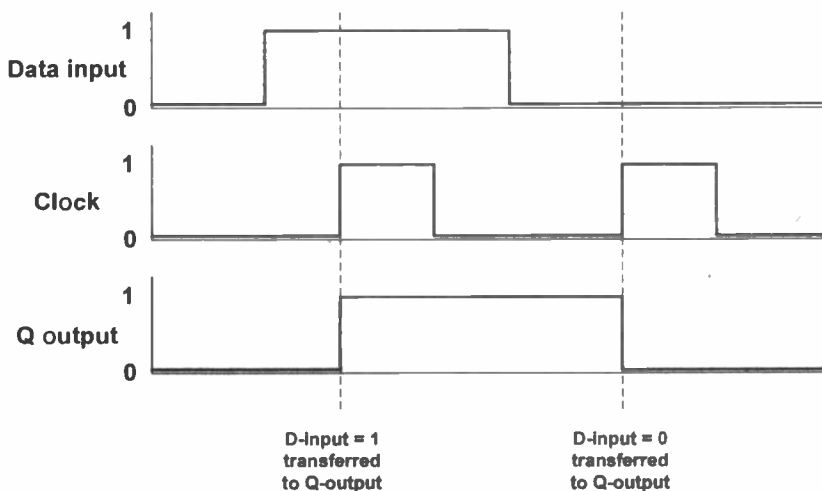 1
Data input
0
1
Clock
0
1
Q output
0
D-input = 1
transferred
to Q-output
D-input = 0
transferred
to Q-output